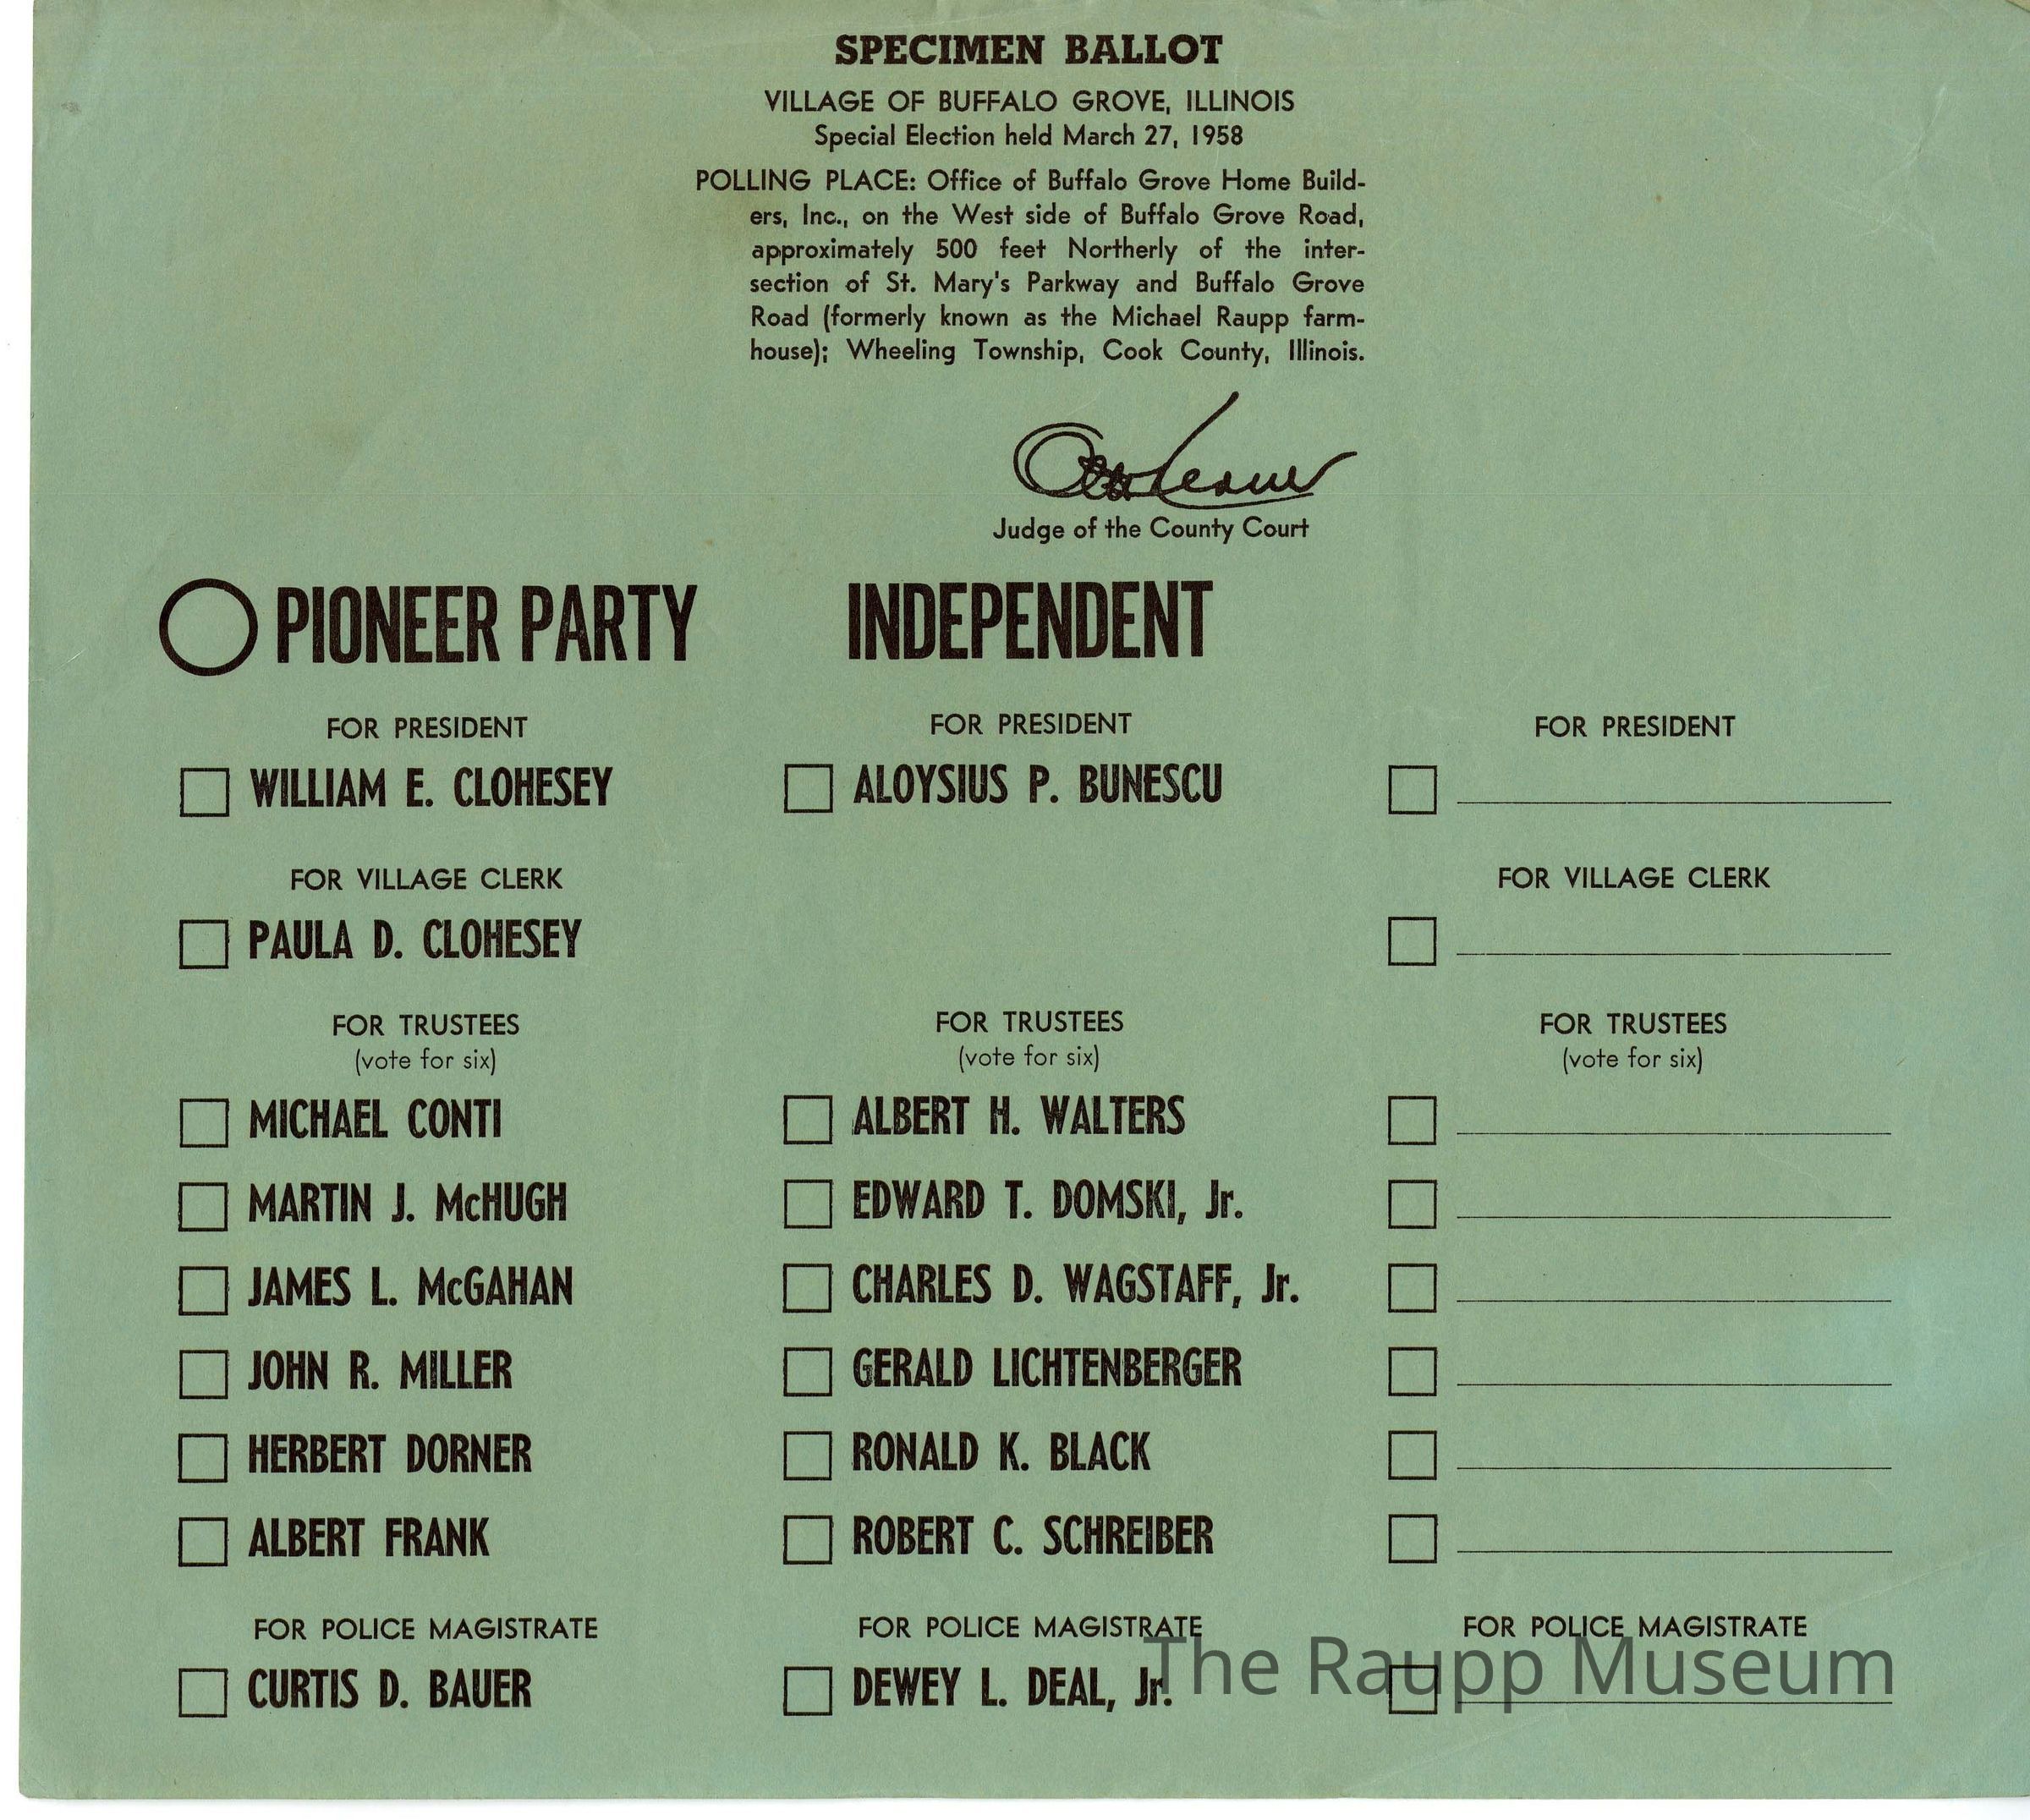 SPECIMEN BALLOT
VILLAGE OF BUFFALO GROVE, ILLINOIS
Special Election held March 27, 1958
POLLING PLACE: Office of Buffalo Grove Home Build-
ers, Inc., on the West side of Buffalo Grove Road,
approximately 500 feet Northerly of the inter-
section of St. Mary's Parkway and Buffalo Grove
Road (formerly known as the Michael Raupp farm-
house); Wheeling Township, Cook County, Illinois.
Judge of the County Court
PIONEER PARTY
FOR PRESIDENT
WILLIAM E. CLOHESEY
FOR VILLAGE CLERK
PAULA D. CLOHESEY
FOR TRUSTEES
(vote for six)
MICHAEL CONTI
MARTIN J. McHUGH
JAMES L. McGAHAN
JOHN R. MILLER
HERBERT DORNER
ALBERT FRANK
FOR POLICE MAGISTRATE
CURTIS D. BAUER
INDEPENDENT
FOR PRESIDENT
ALOYSIUS P. BUNESCU
FOR TRUSTEES
(vote for six)
ALBERT H. WALTERS
EDWARD T. DOMSKI, Jr.
CHARLES D. WAGSTAFF, Jr.
GERALD LICHTENBERGER
RONALD K. BLACK
ROBERT C. SCHREIBER
FOR POLICE MAGISTRATE
DEWEY L. DEAL, Jr.
FOR PRESIDENT
FOR VILLAGE CLERK
FOR TRUSTEES
(vote for six)
FOR POLICE MAGISTRATE
The Raupp Museum